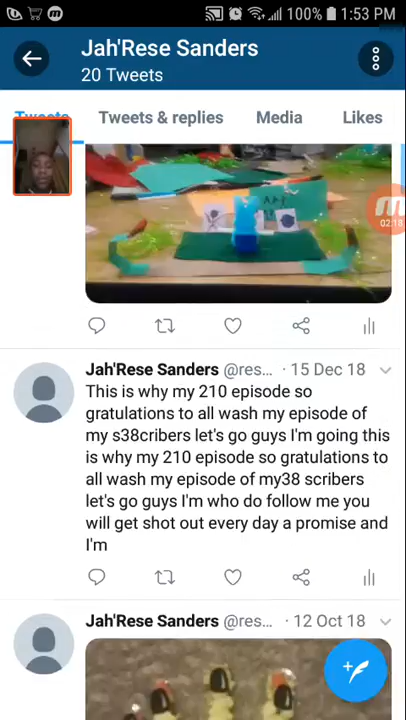 100% 1:53 PM
Jah'Rese Sanders
20 Tweets
Tweets Tweets & replies Media Likes
02:18
Jah'Rese Sanders @res... · 15 Dec 18
This is why my 210 episode so
gratulations to all wash my episode of
my s38cribers let's go guys I'm going this
is why my 210 episode so gratulations to
all wash my episode of my38 scribers
let's go guys I'm who do follow me you
will get shot out every day a promise and
I'm
Jah'Rese Sanders @res... · 12 Oct 18